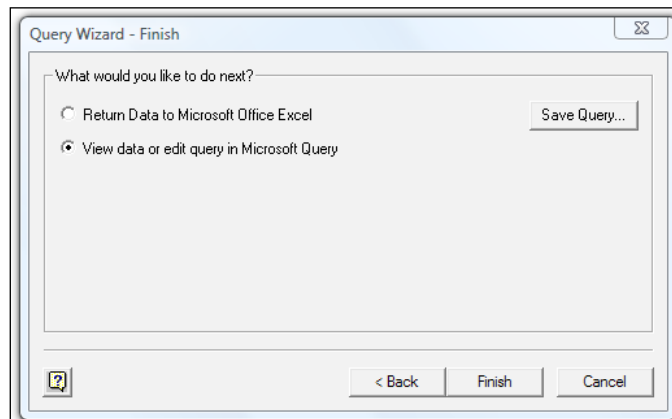 Query Wizard - Finish
What would you like to do next?
Return Data to Microsoft Office Excel
Save Query...
View data or edit query in Microsoft Query
?
< Back
Finish
Cancel